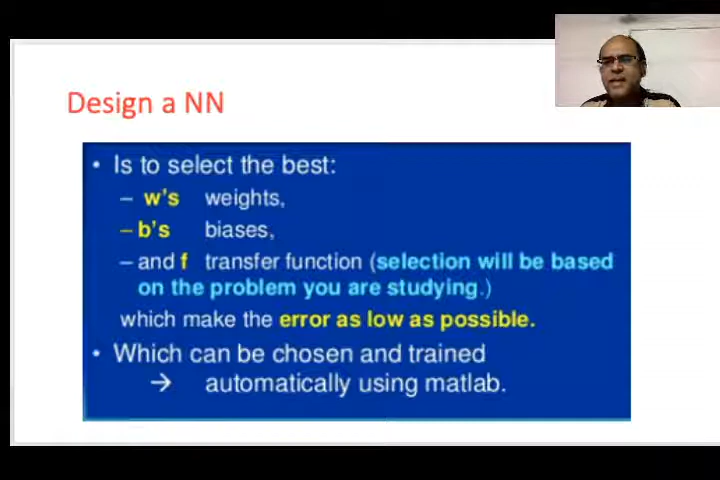 Design a NN
• Is to select the best:
– w's weights,
– b's biases,
– and f transfer function (selection will be based
on the problem you are studying.)
which make the error as low as possible.
• Which can be chosen and trained
→ automatically using matlab.